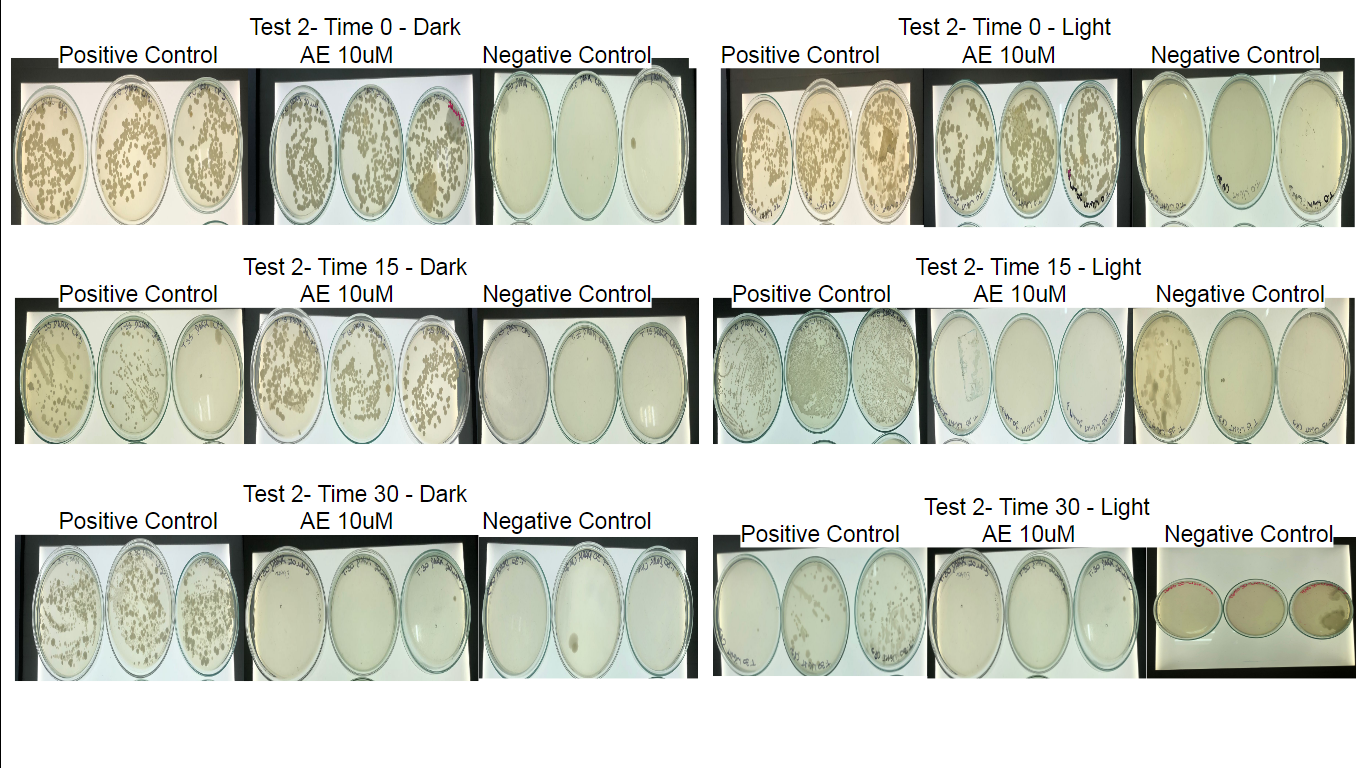 Test 2- Time 0 - Dark
Positive Control AE 10uM Negative Control
Test 2- Time 0 - Light
Positive Control AE 10uM Negative Control
Test 2- Time 15 - Dark
Positive Control AE 10uM Negative Control
Test 2- Time 15 - Light
Positive Control AE 10uM Negative Control
Test 2- Time 30 - Dark
Positive Control AE 10uM Negative Control
Test 2- Time 30 - Light
Positive Control AE 10uM Negative Control